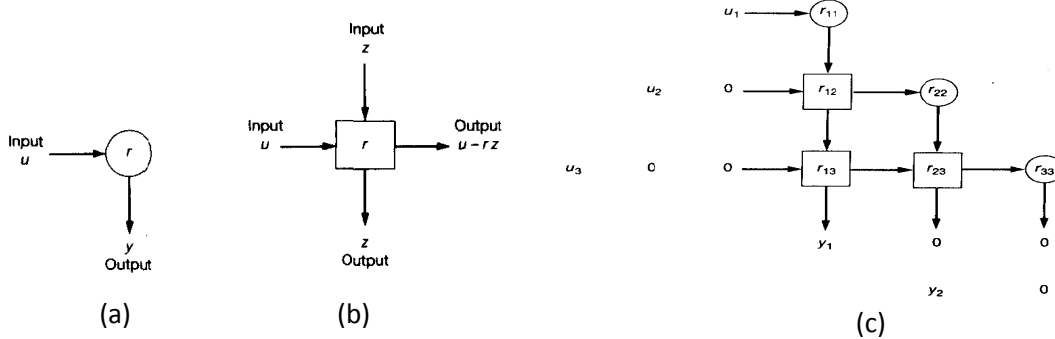 Input
u
r
y
Output
(a)
Input
z
Input
u
r
Output
u – r z
z
Output
(b)
u₁ r₁₁
u₂ 0 r₁₂ r₂₂
u₃ 0 0 r₁₃ r₂₃ r₃₃
y₁ 0 0
y₂ 0
(c)